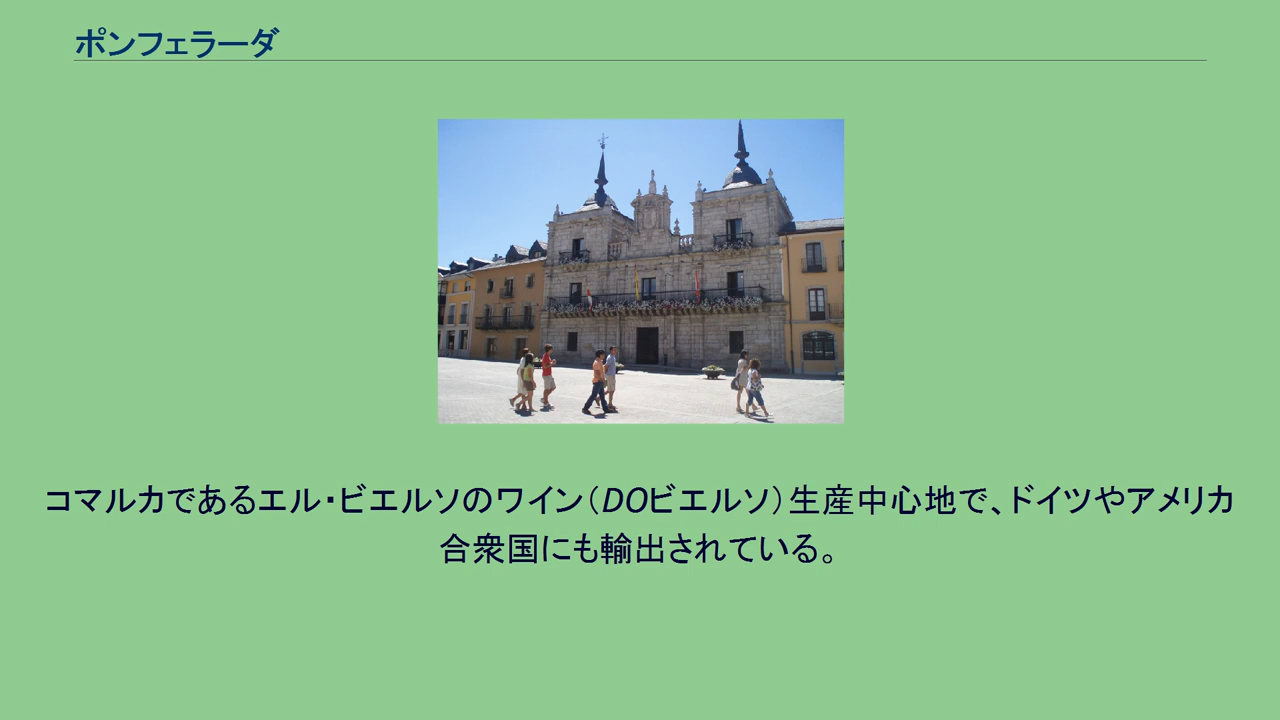 ポンフェラーダ
コマルカであるエル・ビエルソのワイン（DOビエルソ）生産中心地で、ドイツやアメリカ
合衆国にも輸出されている。